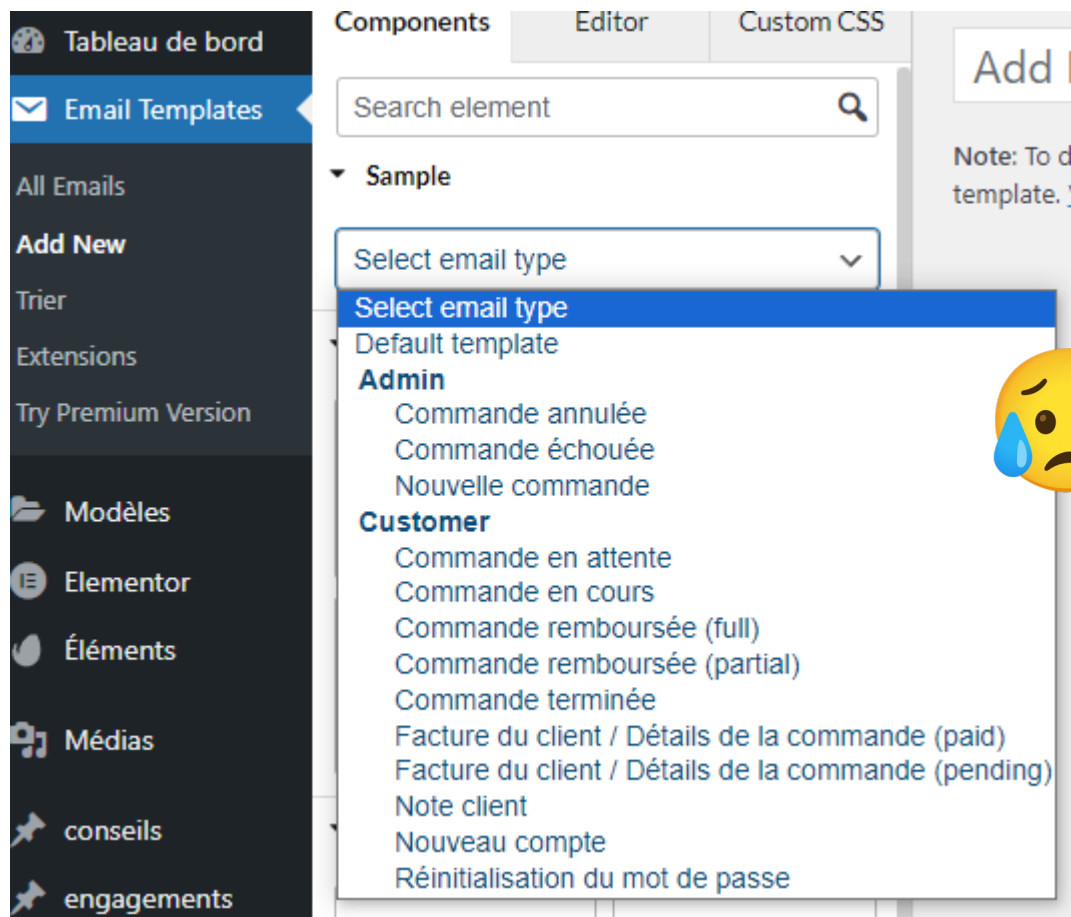 Tableau de bord
Email Templates
All Emails
Add New
Trier
Extensions
Try Premium Version
Modèles
Elementor
Éléments
Médias
conseils
engagements
Components
Editor
Custom CSS
Search element
Sample
Select email type
Select email type
Default template
Admin
Commande annulée
Commande échouée
Nouvelle commande
Customer
Commande en attente
Commande en cours
Commande remboursée (full)
Commande remboursée (partial)
Commande terminée
Facture du client / Détails de la commande (paid)
Facture du client / Détails de la commande (pending)
Note client
Nouveau compte
Réinitialisation du mot de passe
Add
Note: To d
template.